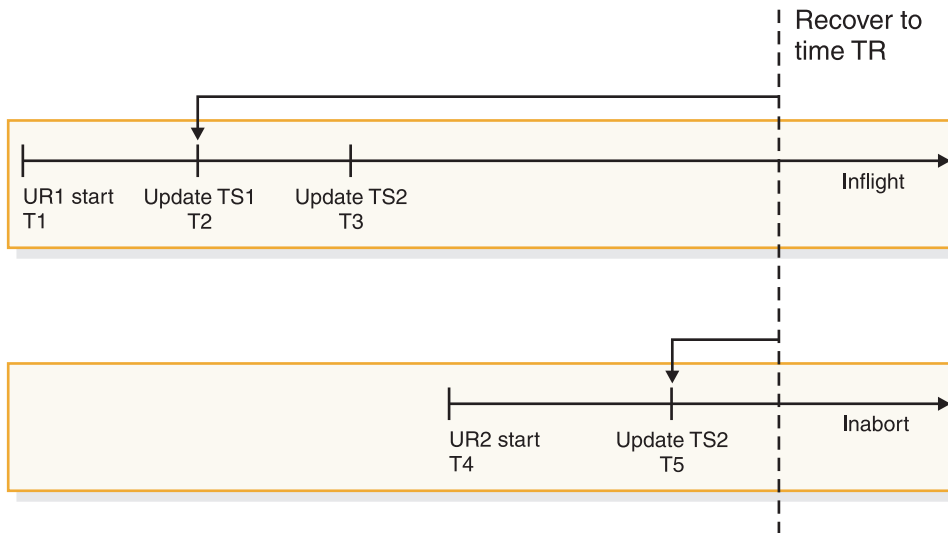 Recover to
time TR
UR1 start
T1
Update TS1
T2
Update TS2
T3
Inflight
UR2 start
T4
Update TS2
T5
Inabort